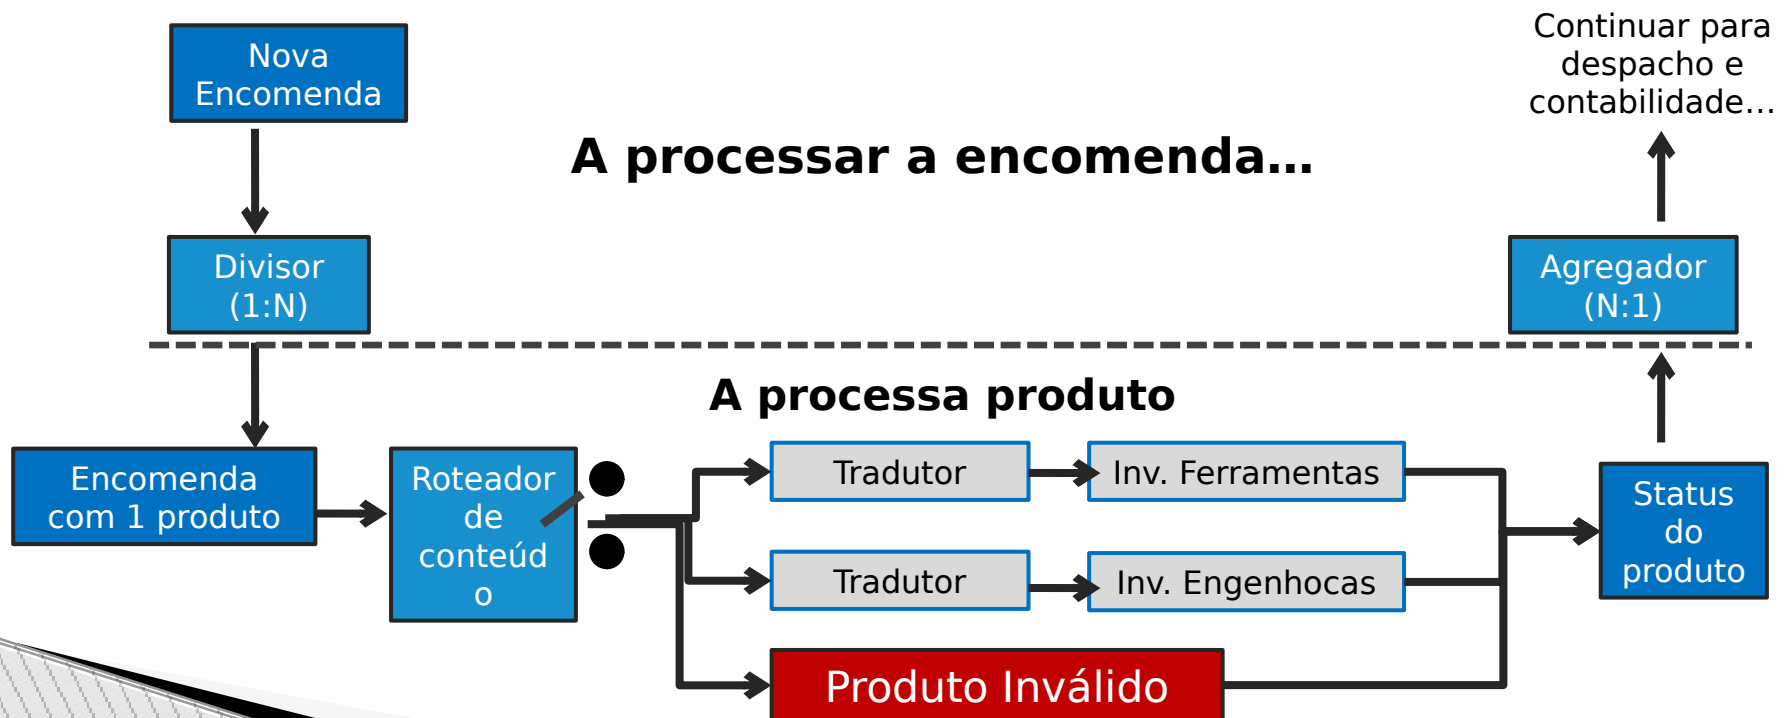 Nova
Encomenda
Continuar para
despacho e
contabilidade...
A processar a encomenda...
Divisor
(1:N)
Agregador
(N:1)
A processa produto
Encomenda
com 1 produto
Roteador
de
conteúd
o
Tradutor
Inv. Ferramentas
Tradutor
Inv. Engenhocas
Produto Inválido
Status
do
produto